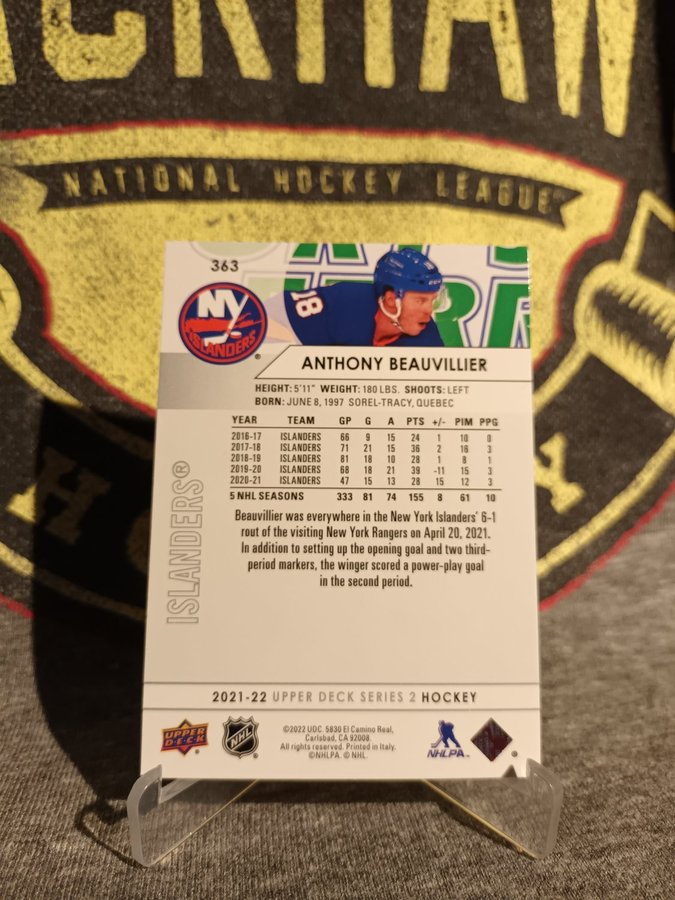 NATIONAL HOCKEY LEAGUE
363
18
NY
ISLANDERS
ANTHONY BEAUVILLIER
HEIGHT: 5'11" WEIGHT: 180 LBS. SHOOTS: LEFT
BORN: JUNE 8, 1997 SOREL-TRACY, QUEBEC
YEAR TEAM GP G A PTS +/- PIM PPG
2016-17 ISLANDERS 66 9 15 24 1 10 0
2017-18 ISLANDERS 71 21 15 36 2 16 3
2018-19 ISLANDERS 81 18 10 28 1 8 1
2019-20 ISLANDERS 68 18 21 39 -11 15 3
2020-21 ISLANDERS 47 15 13 28 15 12 3
5 NHL SEASONS 333 81 74 155 8 61 10
ISLANDERS®
Beauvillier was everywhere in the New York Islanders' 6-1
rout of the visiting New York Rangers on April 20, 2021.
In addition to setting up the opening goal and two third-
period markers, the winger scored a power-play goal
in the second period.
2021-22 UPPER DECK SERIES 2 HOCKEY
UPPER DECK
NHL
©2022 UDC. 5830 El Camino Real,
Carlsbad, CA 92008.
All rights reserved. Printed in Italy.
©NHLPA. © NHL.
NHLPA